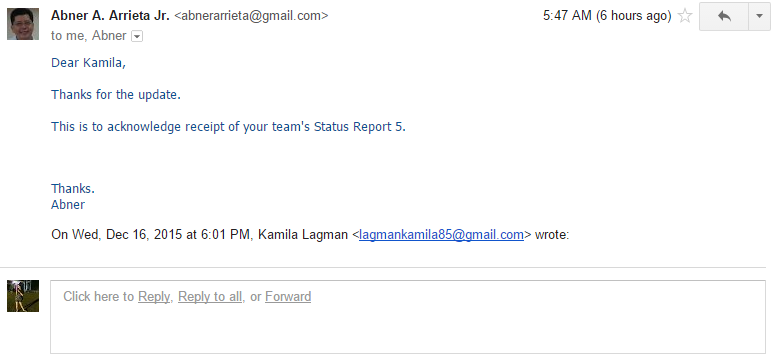 Abner A. Arrieta Jr. <abnerarrieta@gmail.com> 5:47 AM (6 hours ago)
to me, Abner
Dear Kamila,
Thanks for the update.
This is to acknowledge receipt of your team's Status Report 5.
Thanks.
Abner
On Wed, Dec 16, 2015 at 6:01 PM, Kamila Lagman <lagmankamila85@gmail.com> wrote:
Click here to Reply, Reply to all, or Forward